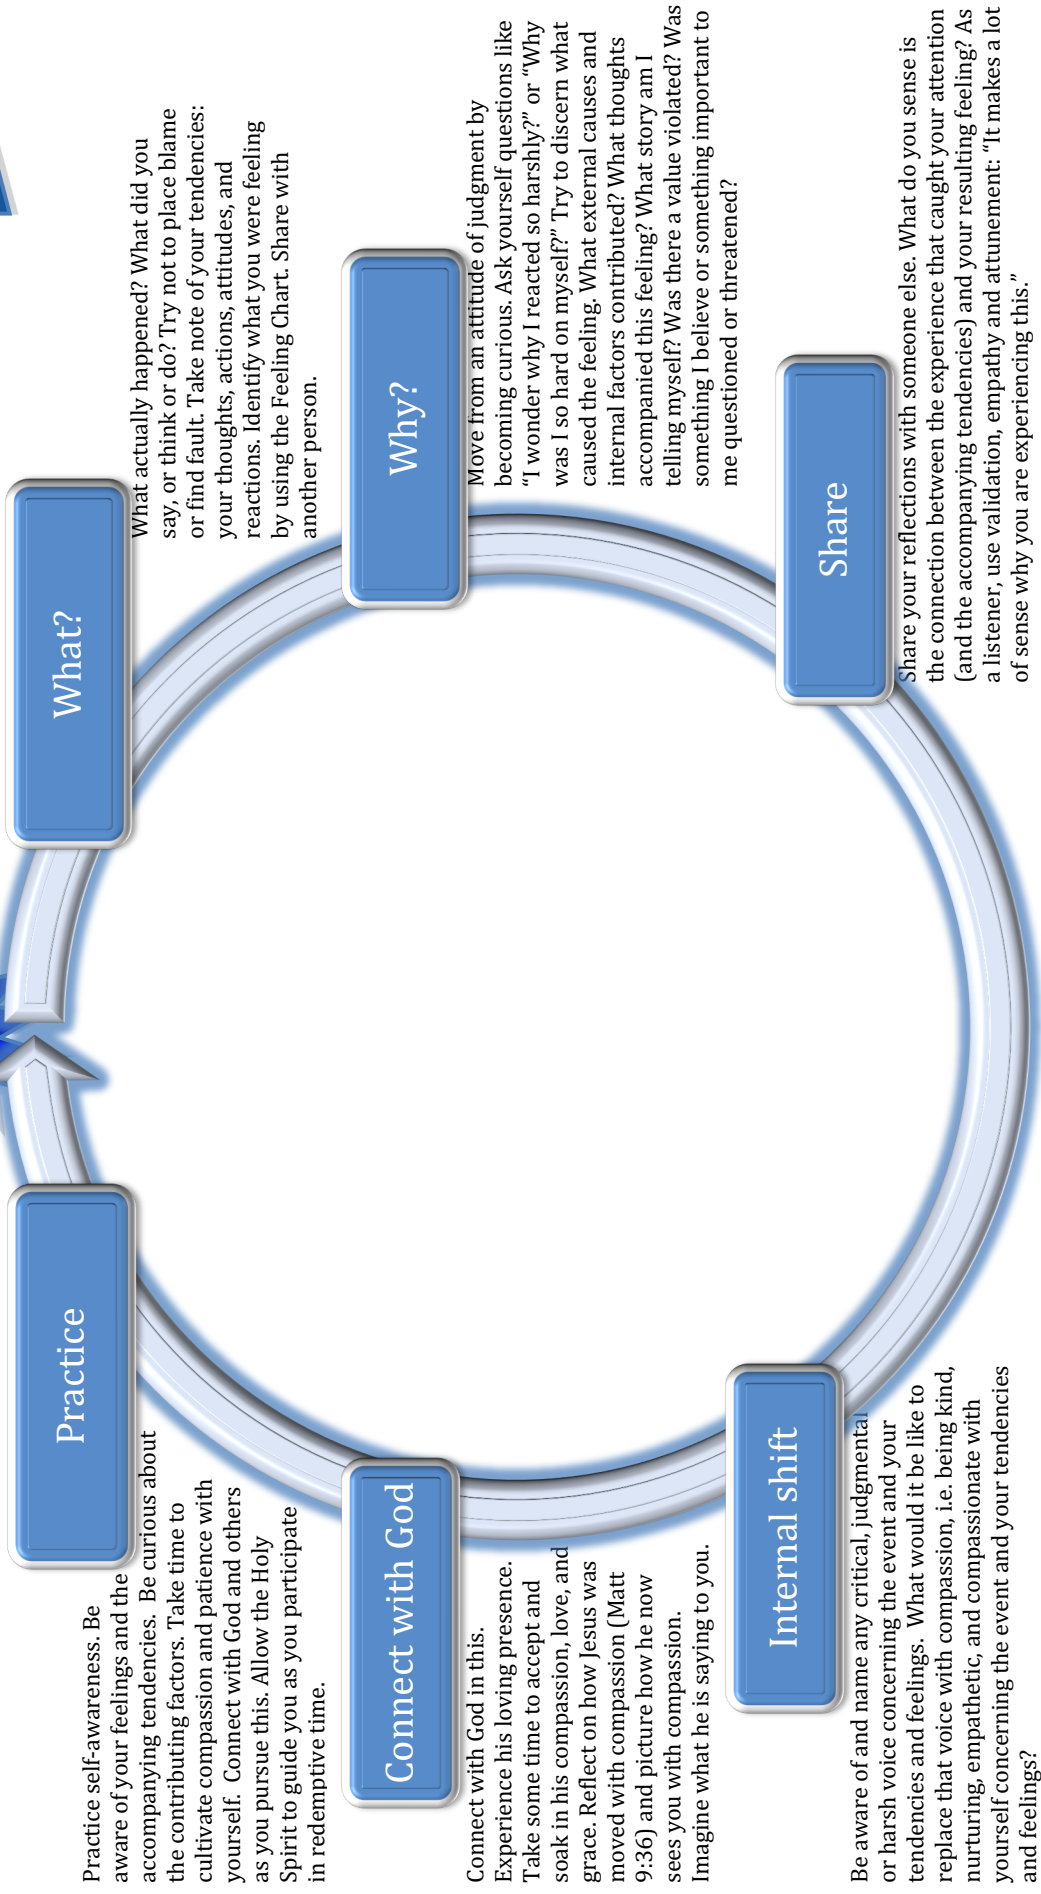 What?
What actually happened? What did you
say, or think or do? Try not to place blame
or find fault. Take note of your tendencies:
your thoughts, actions, attitudes, and
reactions. Identify what you were feeling
by using the Feeling Chart. Share with
another person.
Why?
Move from an attitude of judgment by
becoming curious. Ask yourself questions like
“I wonder why I reacted so harshly?” or “Why
was I so hard on myself?” Try to discern what
caused the feeling. What external causes and
internal factors contributed? What thoughts
accompanied this feeling? What story am I
telling myself? Was there a value violated? Was
something I believe or something important to
me questioned or threatened?
Share
Share your reflections with someone else. What do you sense is
the connection between the experience that caught your attention
(and the accompanying tendencies) and your resulting feeling? As
a listener, use validation, empathy and attunement: “It makes a lot
of sense why you are experiencing this.”
Internal shift
Be aware of and name any critical, judgmental
or harsh voice concerning the event and your
tendencies and feelings. What would it be like to
replace that voice with compassion, i.e. being kind,
nurturing, empathetic, and compassionate with
yourself concerning the event and your tendencies
and feelings?
Connect with God
Connect with God in this.
Experience his loving presence.
Take some time to accept and
soak in his compassion, love, and
grace. Reflect on how Jesus was
moved with compassion (Matt
9:36) and picture how he now
sees you with compassion.
Imagine what he is saying to you.
Practice
Practice self-awareness. Be
aware of your feelings and the
accompanying tendencies. Be curious about
the contributing factors. Take time to
cultivate compassion and patience with
yourself. Connect with God and others
as you pursue this. Allow the Holy
Spirit to guide you as you participate
in redemptive time.